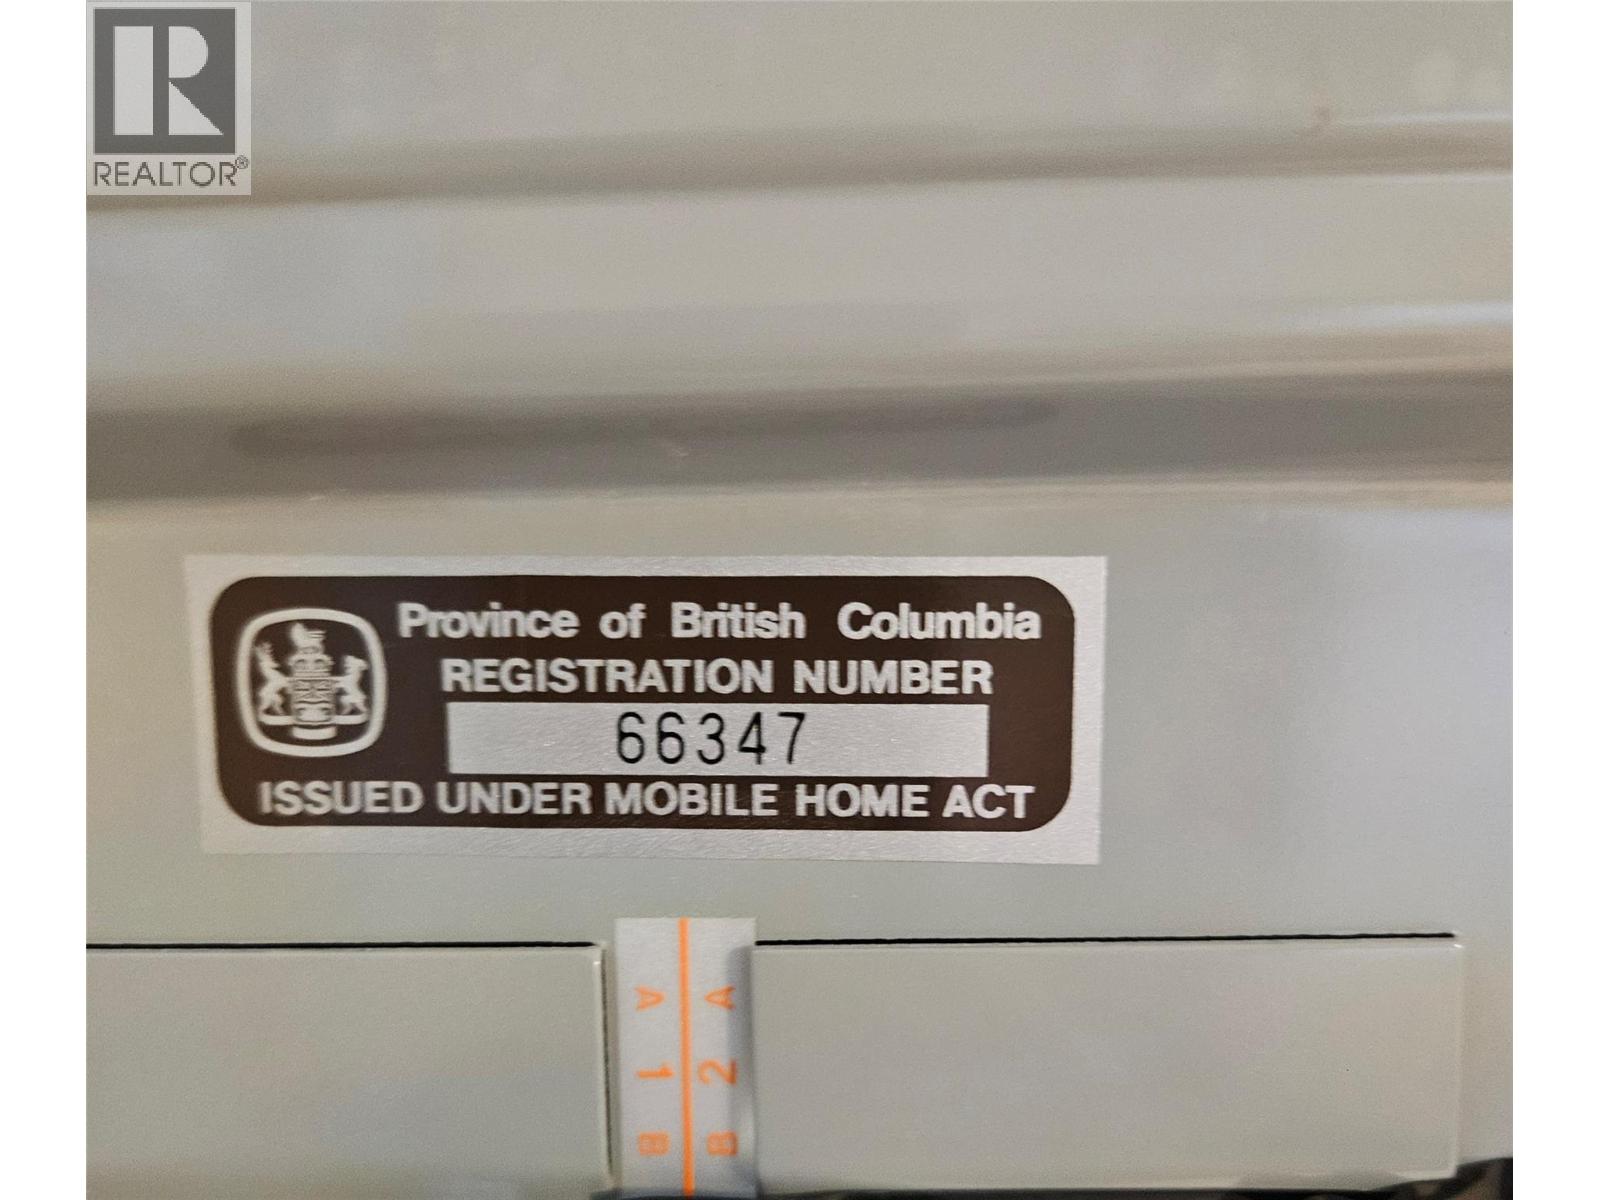 R
REALTOR®
Province of British Columbia
REGISTRATION NUMBER
66347
ISSUED UNDER MOBILE HOME ACT
A 1 B
A 2 B